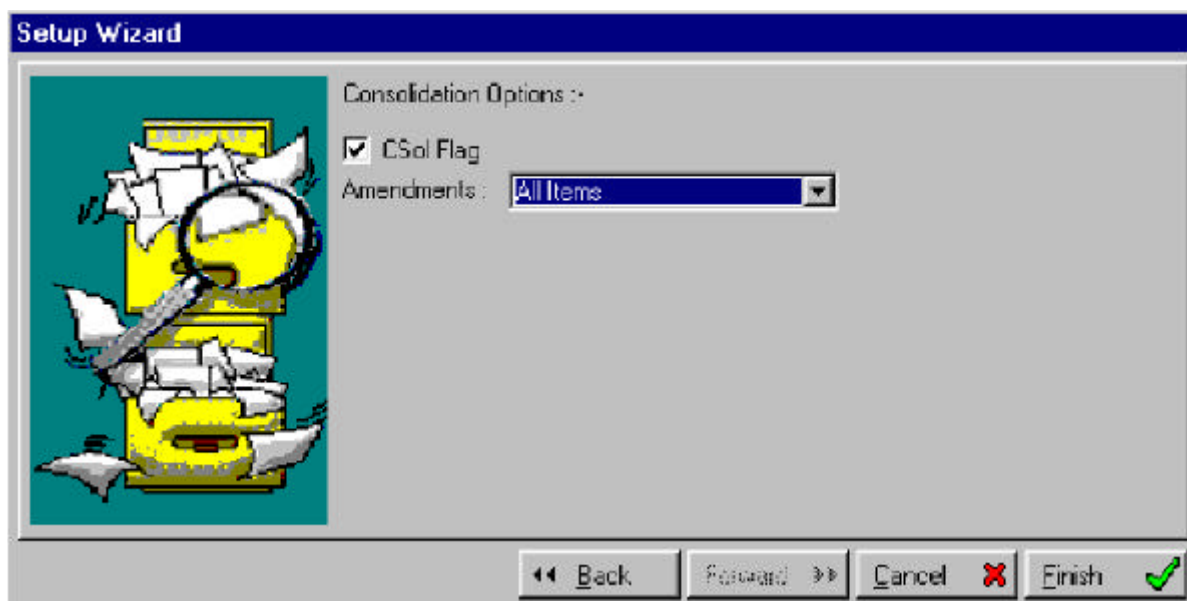 Setup Wizard
Consolidation Options :-
CSol Flag
Amendments : All Items
Back Forward Cancel Finish